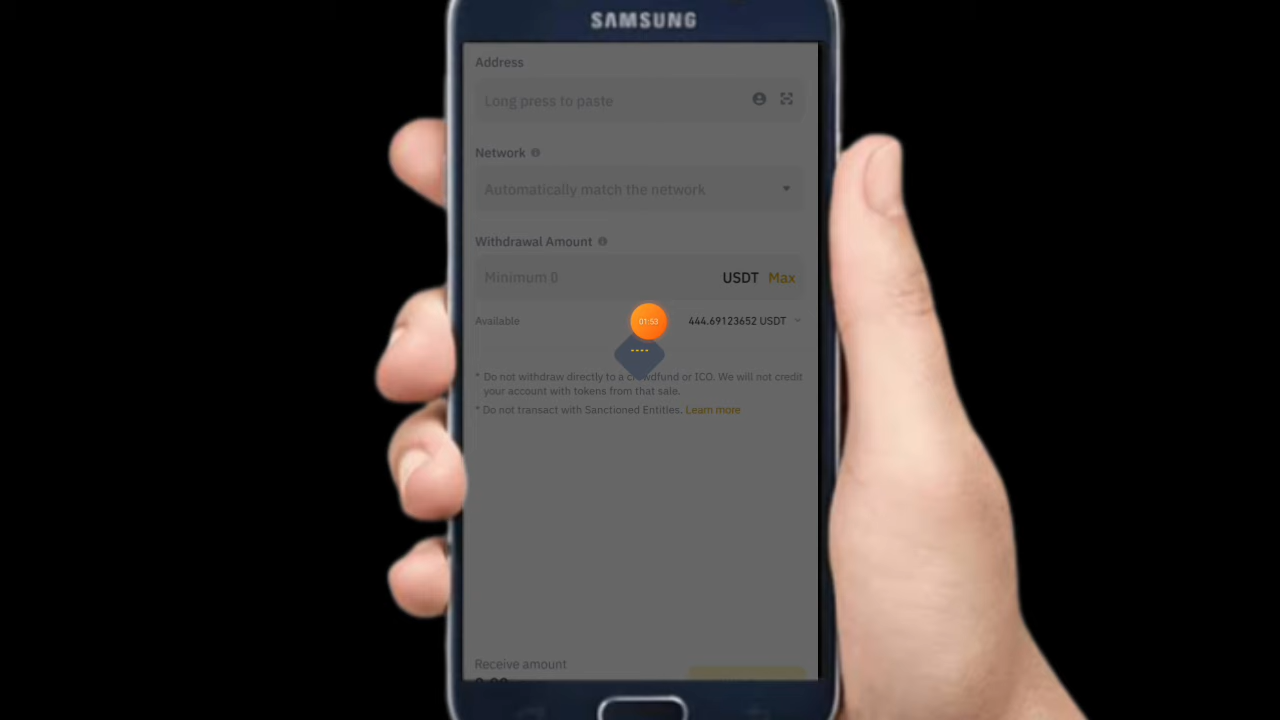 SAMSUNG
Address
Long press to paste
Network
Automatically match the network
Withdrawal Amount
Minimum 0 USDT Max
Available 444.69123652 USDT
01:53
* Do not withdraw directly to a crowdfund or ICO. We will not credit
your account with tokens from that sale.
* Do not transact with Sanctioned Entities. Learn more
Receive amount